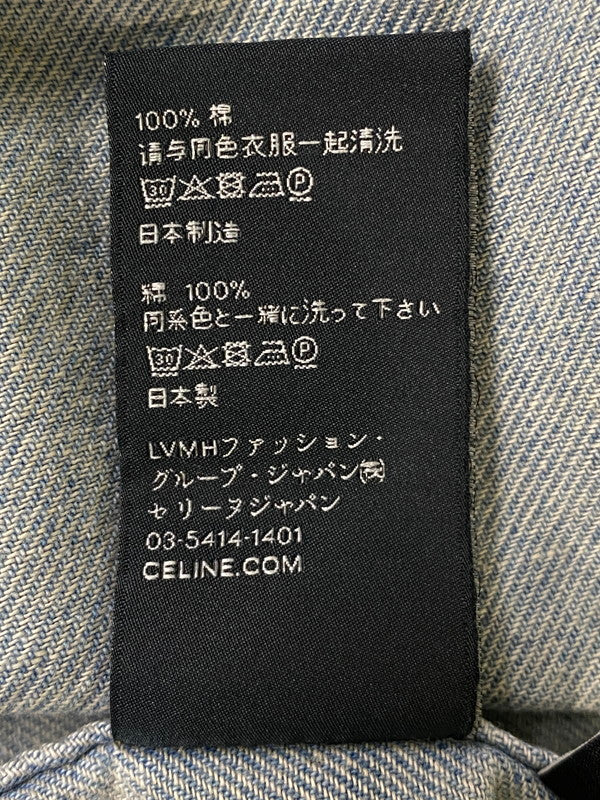 100% 棉
请与同色衣服一起清洗
30 P
日本制造
綿 100%
同系色と一緒に洗って下さい
30 P
日本製
LVMHファッション・
グループ・ジャパン㈱
セリーヌジャパン
03-5414-1401
CELINE.COM